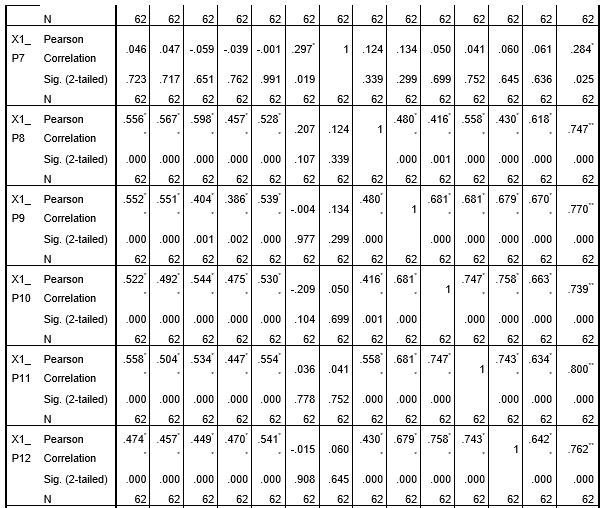 N 62 62 62 62 62 62 62 62 62 62 62 62 62 62
X1_P7 Pearson Correlation .046 .047 -.059 -.039 -.001 .297* 1 .124 .134 .050 .041 .060 .061 .284*
Sig. (2-tailed) .723 .717 .651 .762 .991 .019 .339 .299 .699 .752 .645 .636 .025
N 62 62 62 62 62 62 62 62 62 62 62 62 62 62
X1_P8 Pearson Correlation .556** .567** .598** .457** .528** .207 .124 1 .480** .416** .558** .430** .618** .747**
Sig. (2-tailed) .000 .000 .000 .000 .000 .107 .339 .000 .001 .000 .000 .000 .000
N 62 62 62 62 62 62 62 62 62 62 62 62 62 62
X1_P9 Pearson Correlation .552** .551** .404** .386** .539** -.004 .134 .480** 1 .681** .681** .679** .670** .770**
Sig. (2-tailed) .000 .000 .001 .002 .000 .977 .299 .000 .000 .000 .000 .000 .000
N 62 62 62 62 62 62 62 62 62 62 62 62 62 62
X1_P10 Pearson Correlation .522** .492** .544** .475** .530** -.209 .050 .416** .681** 1 .747** .758** .663** .739**
Sig. (2-tailed) .000 .000 .000 .000 .000 .104 .699 .001 .000 .000 .000 .000 .000
N 62 62 62 62 62 62 62 62 62 62 62 62 62 62
X1_P11 Pearson Correlation .558** .504** .534** .447** .554** .036 .041 .558** .681** .747** 1 .743** .634** .800**
Sig. (2-tailed) .000 .000 .000 .000 .000 .778 .752 .000 .000 .000 .000 .000 .000
N 62 62 62 62 62 62 62 62 62 62 62 62 62 62
X1_P12 Pearson Correlation .474** .457** .449** .470** .541** -.015 .060 .430** .679** .758** .743** 1 .642** .762**
Sig. (2-tailed) .000 .000 .000 .000 .000 .908 .645 .000 .000 .000 .000 .000 .000
N 62 62 62 62 62 62 62 62 62 62 62 62 62 62